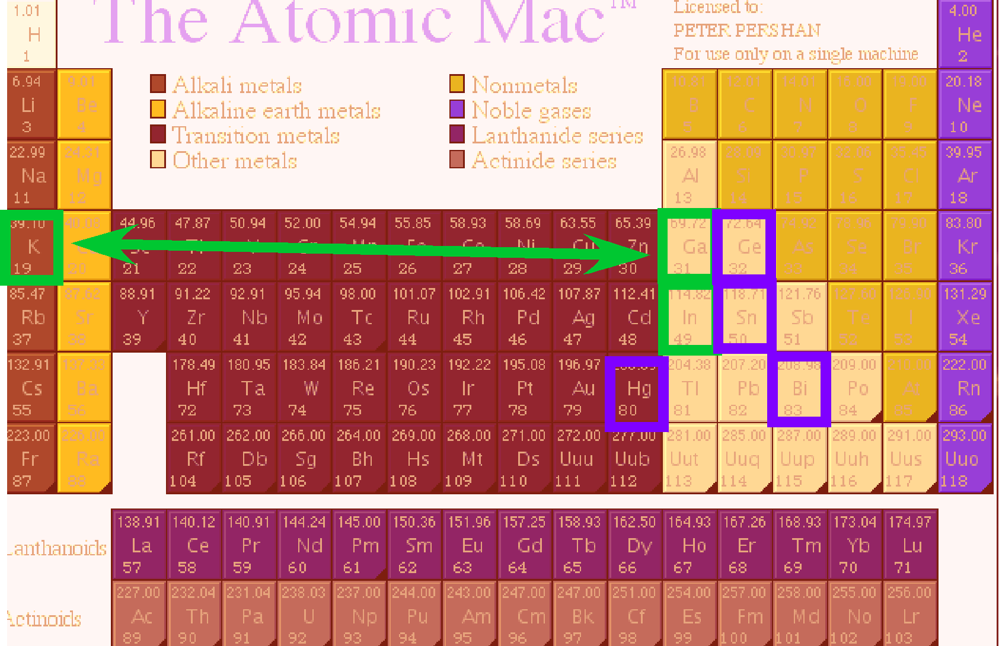 1.01 4.00
H He
1 2
The Atomic Mac™
Licensed to:
PETER PERSHAN
For use only on a single machine
Alkali metals
Alkaline earth metals
Transition metals
Other metals
Nonmetals
Noble gases
Lanthanide series
Actinide series
6.94 9.01 10.81 12.01 14.01 16.00 19.00 20.18
Li Be B C N O F Ne
3 4 5 6 7 8 9 10
22.99 24.31 26.98 28.09 30.97 32.06 35.45 39.95
Na Mg Al Si P S Cl Ar
11 12 13 14 15 16 17 18
39.10 40.08 44.96 47.87 50.94 52.00 54.94 55.85 58.93 58.69 63.55 65.39 69.72 72.64 74.92 78.96 79.90 83.80
K Sc Ti Cr Mn Fe Co Ni Cu Zn Ga Ge As Se Br Kr
19 20 21 22 23 24 25 26 27 28 29 30 31 32 33 34 35 36
85.47 87.62 88.91 91.22 92.91 95.94 98.00 101.07 102.91 106.42 107.87 112.41 114.82 118.71 121.76 127.60 126.90 131.29
Rb Sr Y Zr Nb Mo Tc Ru Rh Pd Ag Cd In Sn Sb Te I Xe
37 38 39 40 41 42 43 44 45 46 47 48 49 50 51 52 53 54
132.91 137.33 178.49 180.95 183.84 186.21 190.23 192.22 195.08 196.97 204.38 207.20 208.98 209.00 210.00 222.00
Cs Ba Hf Ta W Re Os Ir Pt Au Hg Tl Pb Bi Po At Rn
55 56 72 73 74 75 76 77 78 79 80 81 82 83 84 85 86
223.00 226.00 261.00 262.00 266.00 264.00 269.00 268.00 271.00 272.00 277.00 281.00 285.00 287.00 289.00 291.00 293.00
Fr Ra Rf Db Sg Bh Hs Mt Ds Uuu Uub Uut Uuq Uup Uuh Uus Uuo
87 88 104 105 106 107 108 109 110 111 112 113 114 115 116 117 118
138.91 140.12 140.91 144.24 145.00 150.36 151.96 157.25 158.93 162.50 164.93 167.26 168.93 173.04 174.97
Lanthanoids La Ce Pr Nd Pm Sm Eu Gd Tb Dy Ho Er Tm Yb Lu
57 58 59 60 61 62 63 64 65 66 67 68 69 70 71
227.00 232.04 231.04 238.03 237.00 244.00 243.00 247.00 247.00 251.00 254.00 257.00 258.00 255.00 256.00
Actinoids Ac Th Pa U Np Pu Am Cm Bk Cf Es Fm Md No Lr
89 90 91 92 93 94 95 96 97 98 99 100 101 102 103